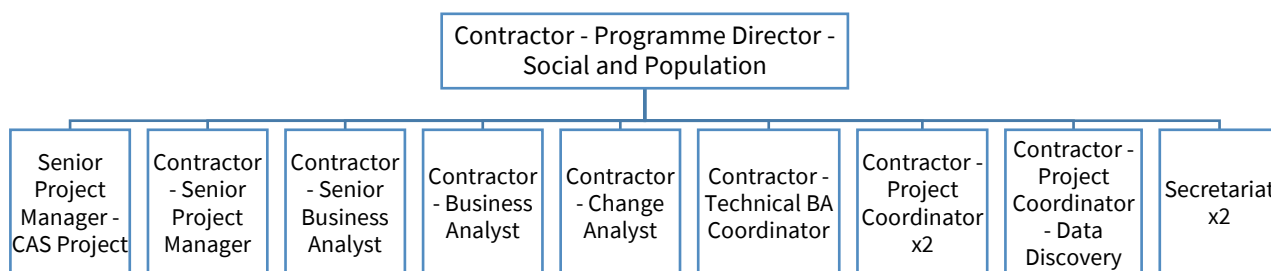 Contractor - Programme Director -
Social and Population
Senior
Project
Manager -
CAS Project
Contractor
- Senior
Project
Manager
Contractor
- Senior
Business
Analyst
Contractor
- Business
Analyst
Contractor
- Change
Analyst
Contractor -
Technical BA
Coordinator
Contractor -
Project
Coordinator
x2
Contractor -
Project
Coordinator
- Data
Discovery
Secretariat
x2